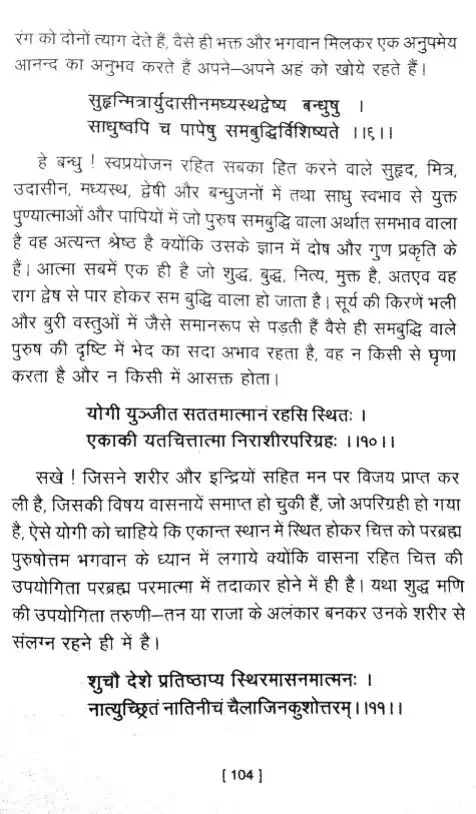 रंग को दोनों त्याग देते हैं, वैसे ही भक्त और भगवान मिलकर एक अनुपमेय
आनन्द का अनुभव करते हैं अपने–अपने अहं को खोये रहते हैं।
सुहृन्मित्रार्युदासीनमध्यस्थद्वेष्य बन्धुषु ।
साधुष्वपि च पापेषु समबुद्धिर्विशिष्यते ।।६।।
हे बन्धु ! स्वप्रयोजन रहित सबका हित करने वाले सुहृद, मित्र,
उदासीन, मध्यस्थ, द्वेषी और बन्धुजनों में तथा साधु स्वभाव से युक्त
पुण्यात्माओं और पापियों में जो पुरुष समबुद्धि वाला अर्थात समभाव वाला
है वह अत्यन्त श्रेष्ठ है क्योंकि उसके ज्ञान में दोष और गुण प्रकृति के
हैं। आत्मा सबमें एक ही है जो शुद्ध, बुद्ध, नित्य, मुक्त है, अतएव वह
राग द्वेष से पार होकर सम बुद्धि वाला हो जाता है। सूर्य की किरणें भली
और बुरी वस्तुओं में जैसे समानरूप से पड़ती हैं वैसे ही समबुद्धि वाले
पुरुष की दृष्टि में भेद का सदा अभाव रहता है, वह न किसी से घृणा
करता है और न किसी में आसक्त होता।
योगी युञ्जीत सततमात्मानं रहसि स्थितः ।
एकाकी यतचित्तात्मा निराशीरपरिग्रहः ।।१०।।
सखे ! जिसने शरीर और इन्द्रियों सहित मन पर विजय प्राप्त कर
ली है, जिसकी विषय वासनायें समाप्त हो चुकी हैं, जो अपरिग्रही हो गया
है, ऐसे योगी को चाहिये कि एकान्त स्थान में स्थित होकर चित्त को परब्रह्म
पुरुषोत्तम भगवान के ध्यान में लगाये क्योंकि वासना रहित चित्त की
उपयोगिता परब्रह्म परमात्मा में तदाकार होने में ही है। यथा शुद्ध मणि
की उपयोगिता तरुणी–तन या राजा के अलंकार बनकर उनके शरीर से
संलग्न रहने ही में है।
शुचौ देशे प्रतिष्ठाप्य स्थिरमासनमात्मनः ।
नात्युच्छ्रितं नातिनीचं चैलाजिनकुशोत्तरम्।।११।।
[ 104 ]